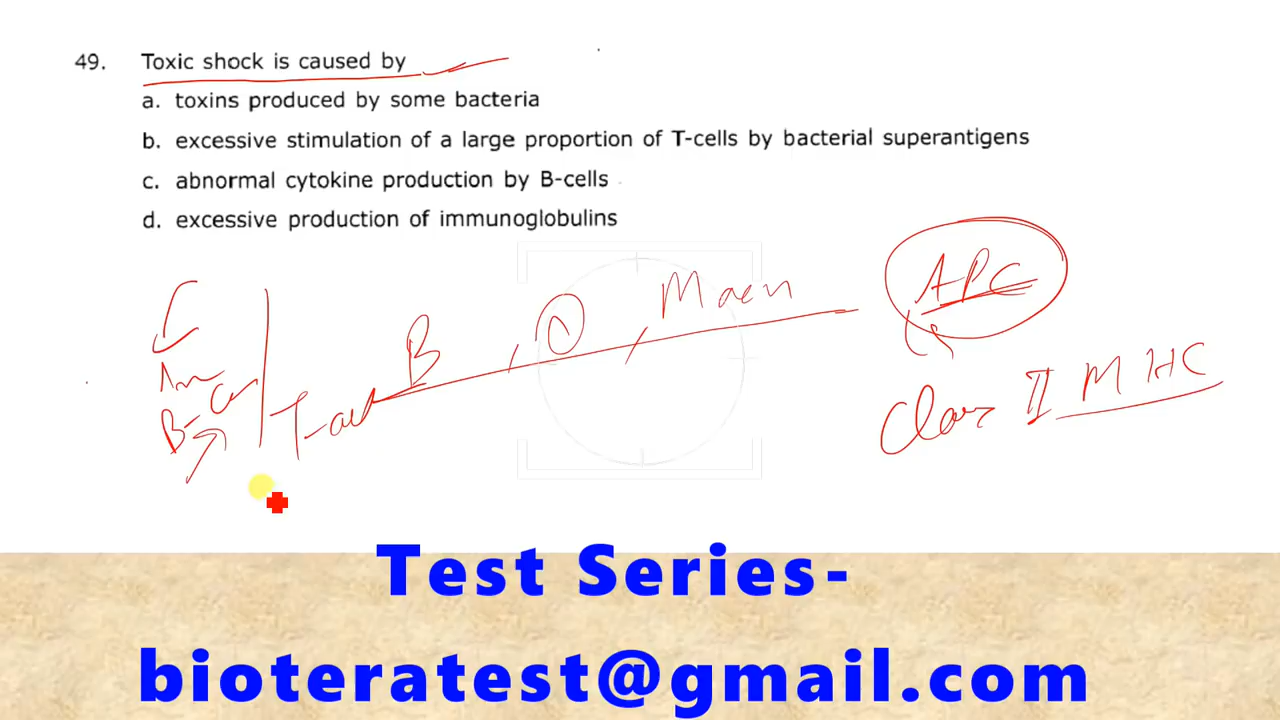 49. Toxic shock is caused by
a. toxins produced by some bacteria
b. excessive stimulation of a large proportion of T-cells by bacterial superantigens
c. abnormal cytokine production by B-cells
d. excessive production of immunoglobulins
APC
B
Class II MHC
Test Series-
bioteratest@gmail.com